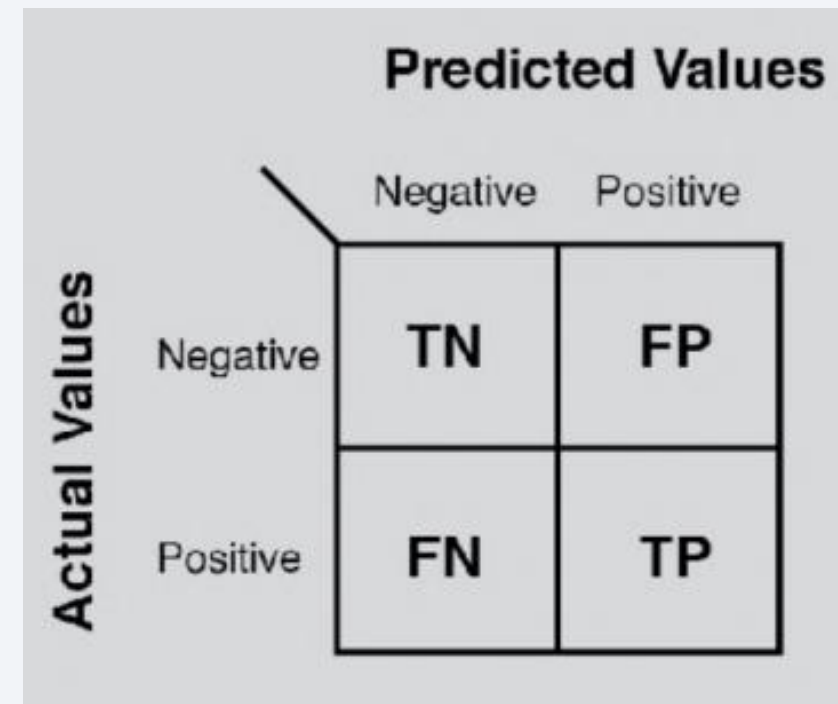 Predicted Values
Negative Positive
Actual Values
Negative TN FP
Positive FN TP